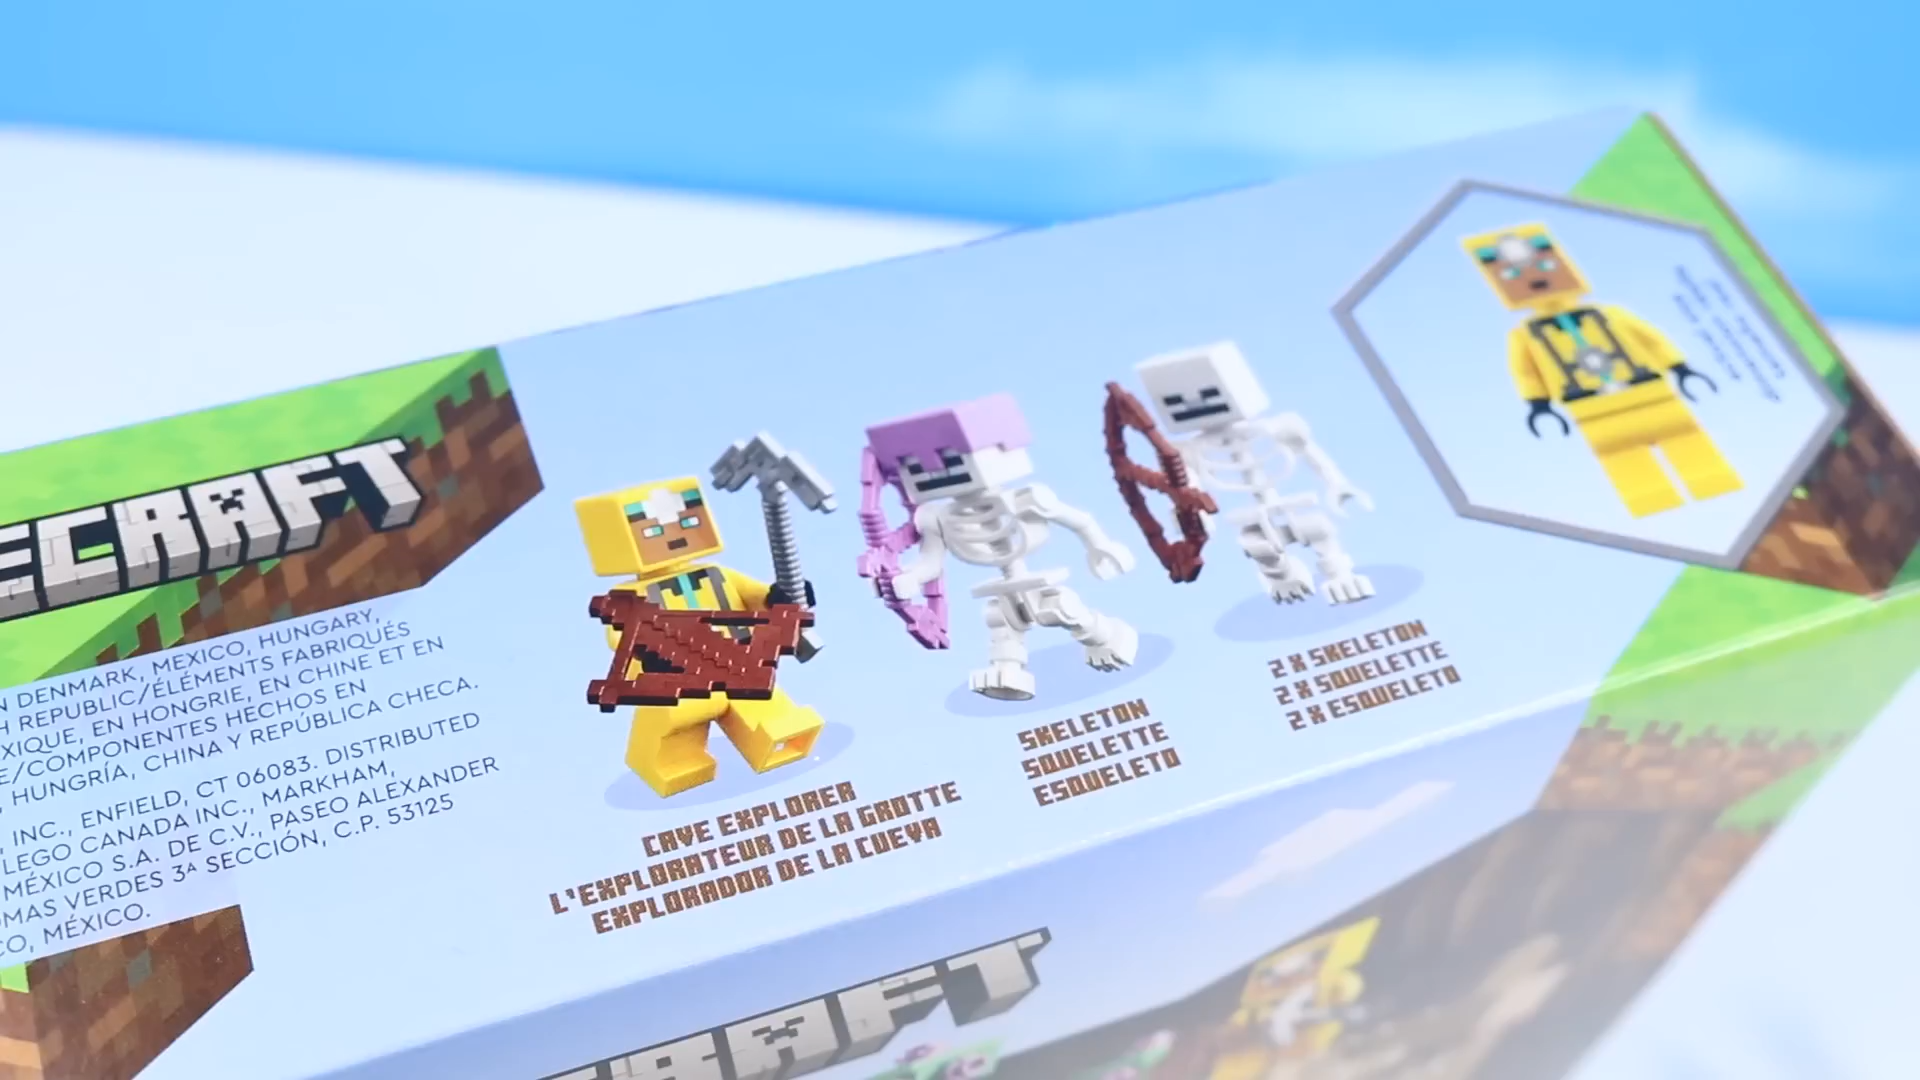 ECRAFT
N DENMARK, MEXICO, HUNGARY,
H REPUBLIC/ÉLÉMENTS FABRIQUÉS
XIQUE, EN HONGRIE, EN CHINE ET EN
E/COMPONENTES HECHOS EN
, HUNGRÍA, CHINA Y REPÚBLICA CHECA.
, INC., ENFIELD, CT 06083. DISTRIBUTED
LEGO CANADA INC., MARKHAM,
MÉXICO S.A. DE C.V., PASEO ALEXANDER
OMAS VERDES 3ᴬ SECCIÓN, C.P. 53125
CO, MÉXICO.
CAVE EXPLORER
L'EXPLORATEUR DE LA GROTTE
EXPLORADOR DE LA CUEVA
SKELETON
SQUELETTE
ESQUELETO
2 X SKELETON
2 X SQUELETTE
2 X ESQUELETO
CRAFT